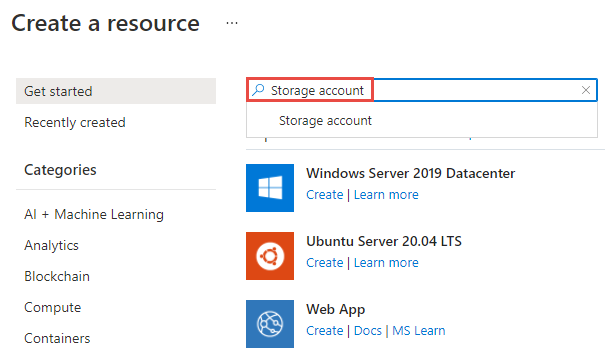 Create a resource ...
Get started
Recently created
Categories
AI + Machine Learning
Analytics
Blockchain
Compute
Containers
Storage account
Storage account
Windows Server 2019 Datacenter
Create | Learn more
Ubuntu Server 20.04 LTS
Create | Learn more
Web App
Create | Docs | MS Learn